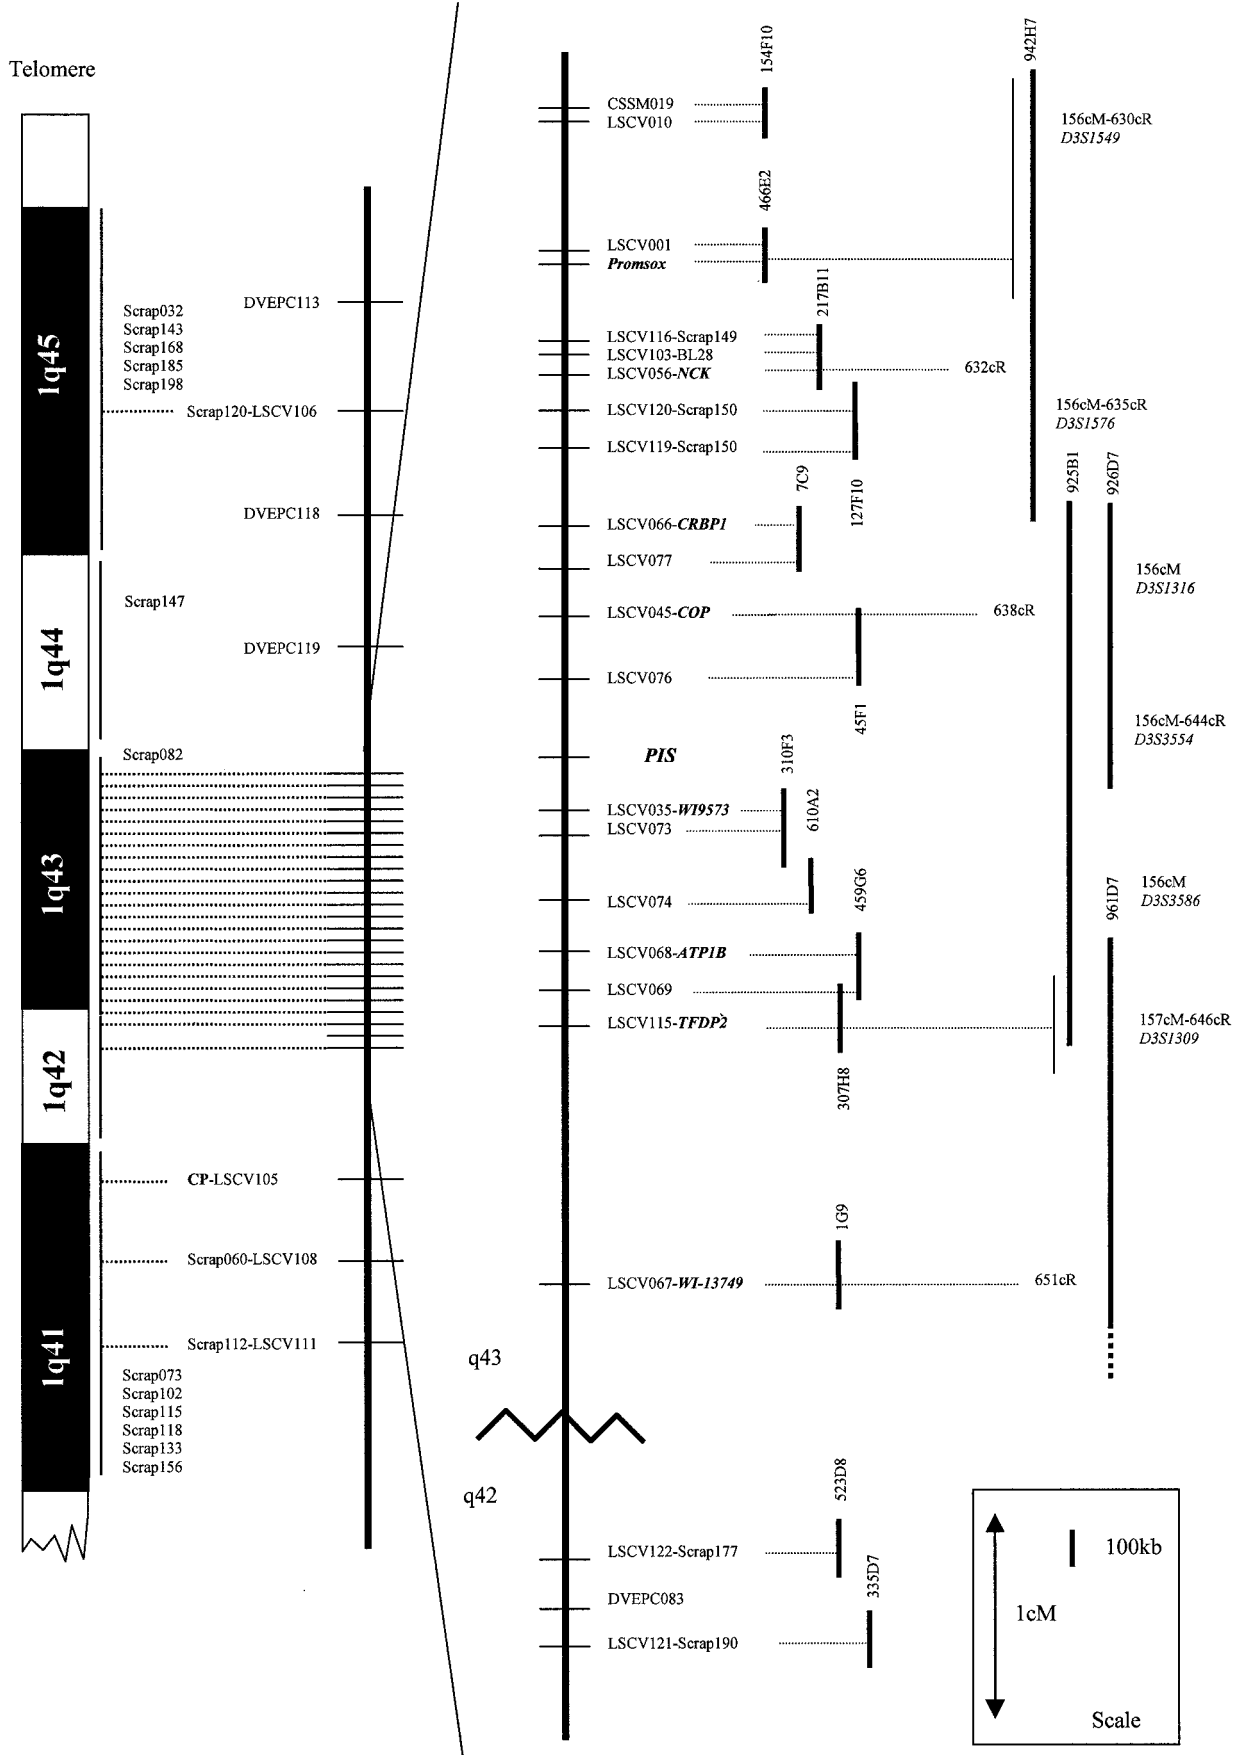 Telomere
1q45
1q44
1q43
1q42
1q41
Scrap032
Scrap143
Scrap168
Scrap185
Scrap198
Scrap120-LSCV106
Scrap147
Scrap082
CP-LSCV105
Scrap060-LSCV108
Scrap112-LSCV111
Scrap073
Scrap102
Scrap115
Scrap118
Scrap133
Scrap156
DVEPC113
DVEPC118
DVEPC119
CSSM019
LSCV010
LSCV001
Promsox
LSCV116-Scrap149
LSCV103-BL28
LSCV056-NCK
LSCV120-Scrap150
LSCV119-Scrap150
LSCV066-CRBP1
LSCV077
LSCV045-COP
LSCV076
PIS
LSCV035-WI9573
LSCV073
LSCV074
LSCV068-ATP1B
LSCV069
LSCV115-TFDP2
LSCV067-WI-13749
q43
q42
LSCV122-Scrap177
DVEPC083
LSCV121-Scrap190
154F10
466E2
217B11
127F10
7C9
45F1
310F3
610A2
459G6
307H8
1G9
523D8
335D7
632cR
638cR
651cR
942H7
925B1
926D7
961D7
156cM-630cR
D3S1549
156cM-635cR
D3S1576
156cM
D3S1316
156cM-644cR
D3S3554
156cM
D3S3586
157cM-646cR
D3S1309
100kb
1cM
Scale